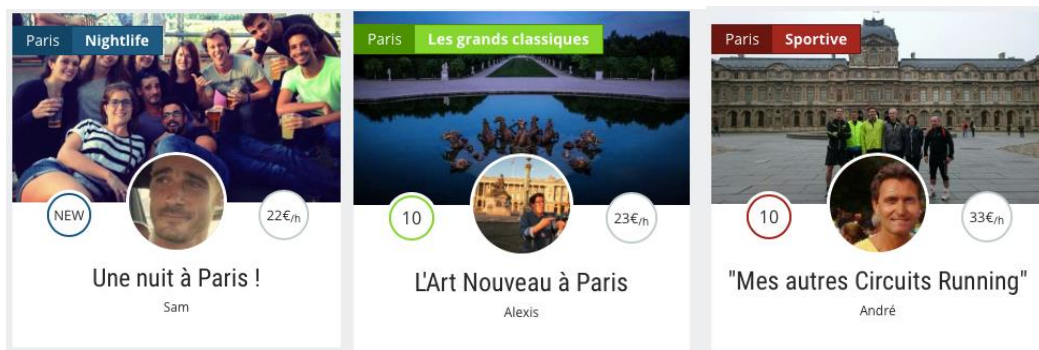 Paris Nightlife
NEW
22€/h
Une nuit à Paris !
Sam
Paris Les grands classiques
10
23€/h
L'Art Nouveau à Paris
Alexis
Paris Sportive
10
33€/h
"Mes autres Circuits Running"
André